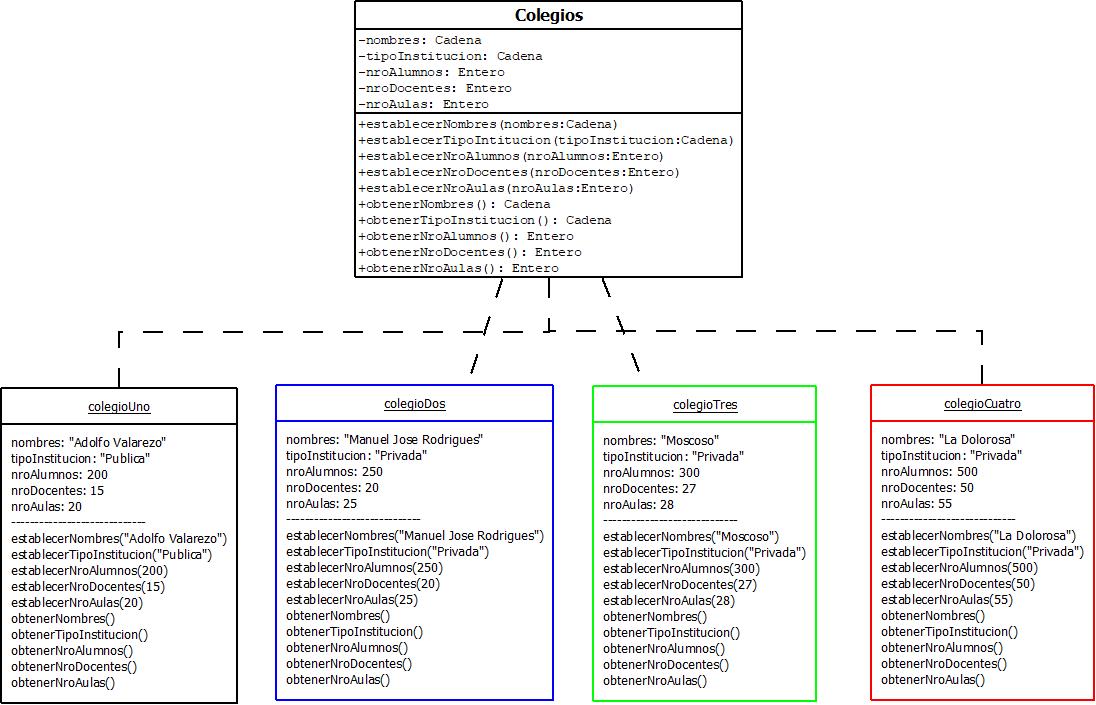 Colegios
-nombres: Cadena
-tipoInstitucion: Cadena
-nroAlumnos: Entero
-nroDocentes: Entero
-nroAulas: Entero
+establecerNombres(nombres:Cadena)
+establecerTipoIntitucion(tipoInstitucion:Cadena)
+establecerNroAlumnos(nroAlumnos:Entero)
+establecerNroDocentes(nroDocentes:Entero)
+establecerNroAulas(nroAulas:Entero)
+obtenerNombres(): Cadena
+obtenerTipoInstitucion(): Cadena
+obtenerNroAlumnos(): Entero
+obtenerNroDocentes(): Entero
+obtenerNroAulas(): Entero
colegioUno
nombres: "Adolfo Valarezo"
tipoInstitucion: "Publica"
nroAlumnos: 200
nroDocentes: 15
nroAulas: 20
-----------------------------
establecerNombres("Adolfo Valarezo")
establecerTipoInstitucion("Publica")
establecerNroAlumnos(200)
establecerNroDocentes(15)
establecerNroAulas(20)
obtenerNombres()
obtenerTipoInstitucion()
obtenerNroAlumnos()
obtenerNroDocentes()
obtenerNroAulas()
colegioDos
nombres: "Manuel Jose Rodrigues"
tipoInstitucion: "Privada"
nroAlumnos: 250
nroDocentes: 20
nroAulas: 25
-----------------------------
establecerNombres("Manuel Jose Rodrigues")
establecerTipoInstitucion("Privada")
establecerNroAlumnos(250)
establecerNroDocentes(20)
establecerNroAulas(25)
obtenerNombres()
obtenerTipoInstitucion()
obtenerNroAlumnos()
obtenerNroDocentes()
obtenerNroAulas()
colegioTres
nombres: "Moscoso"
tipoInstitucion: "Privada"
nroAlumnos: 300
nroDocentes: 27
nroAulas: 28
-----------------------------
establecerNombres("Moscoso")
establecerTipoInstitucion("Privada")
establecerNroAlumnos(300)
establecerNroDocentes(27)
establecerNroAulas(28)
obtenerNombres()
obtenerTipoInstitucion()
obtenerNroAlumnos()
obtenerNroDocentes()
obtenerNroAulas()
colegioCuatro
nombres: "La Dolorosa"
tipoInstitucion: "Privada"
nroAlumnos: 500
nroDocentes: 50
nroAulas: 55
-----------------------------
establecerNombres("La Dolorosa")
establecerTipoInstitucion("Privada")
establecerNroAlumnos(500)
establecerNroDocentes(50)
establecerNroAulas(55)
obtenerNombres()
obtenerTipoInstitucion()
obtenerNroAlumnos()
obtenerNroDocentes()
obtenerNroAulas()